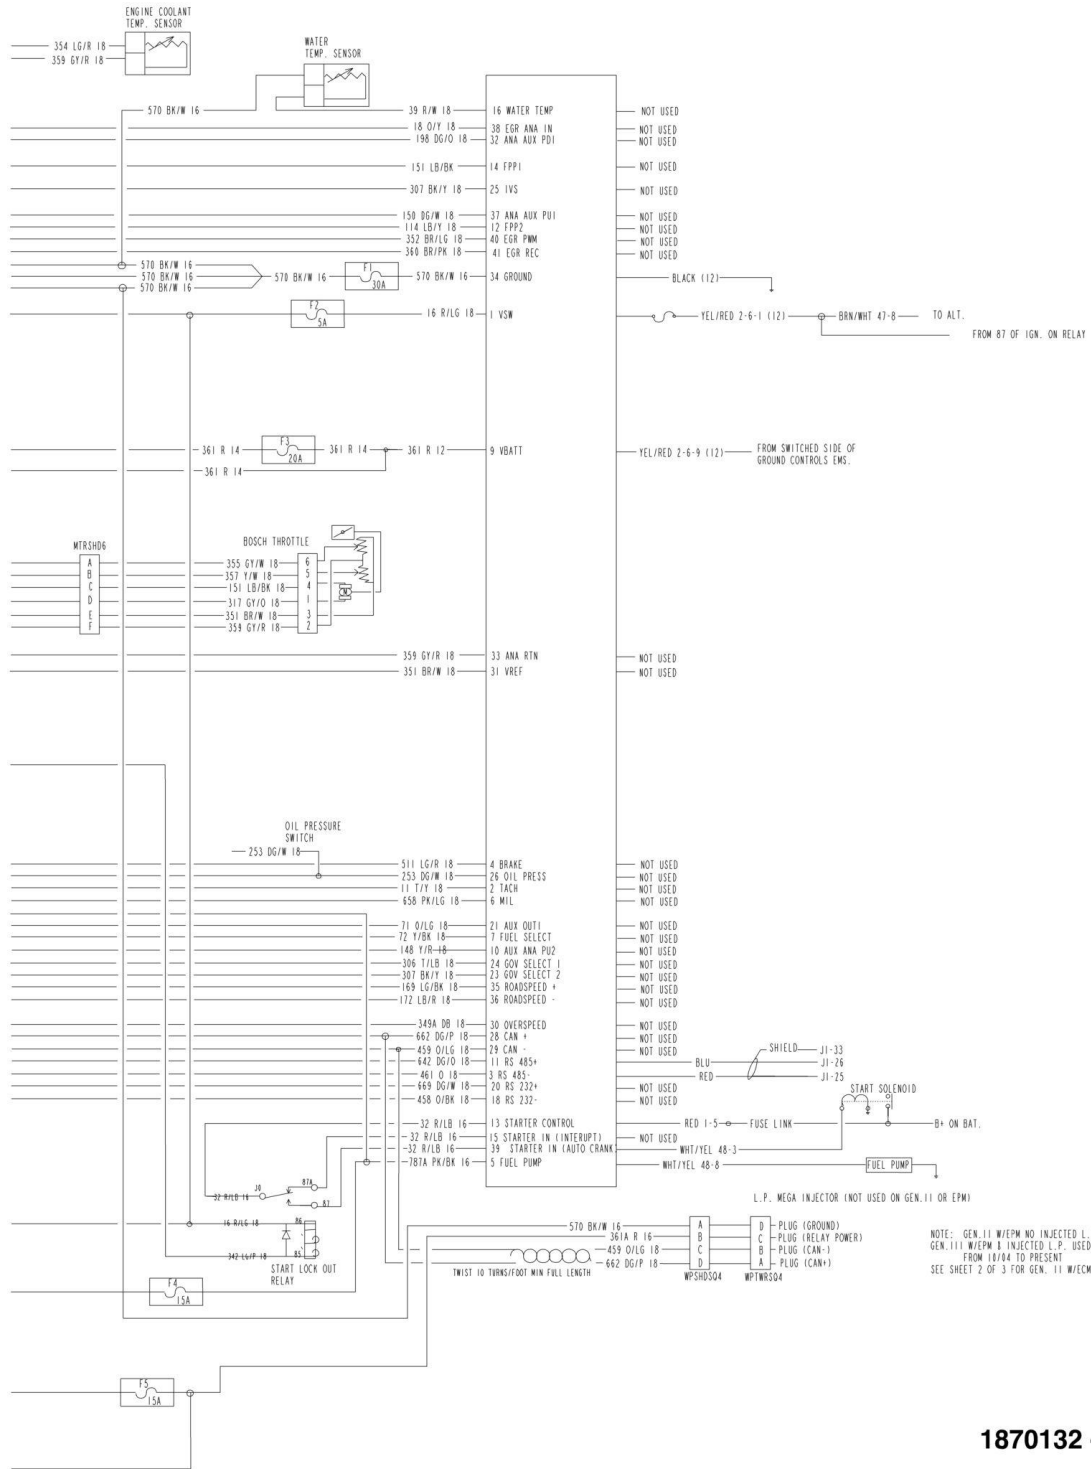 ENGINE COOLANT
TEMP. SENSOR
354 LG/R 18
359 GY/R 18
WATER
TEMP. SENSOR
570 BK/W 16
39 R/W 18 16 WATER TEMP NOT USED
18 O/Y 18 38 EGR ANA IN NOT USED
198 DG/O 18 32 ANA AUX PD1 NOT USED
151 LB/BK 14 FPP1 NOT USED
307 BK/Y 18 25 IVS NOT USED
150 DG/W 18 37 ANA AUX PU1 NOT USED
114 LB/Y 18 12 FPP2 NOT USED
352 BR/LG 18 40 EGR PWM NOT USED
360 BR/PK 18 41 EGR REC NOT USED
570 BK/W 16
570 BK/W 16
570 BK/W 16
570 BK/W 16 F1 30A 570 BK/W 16 34 GROUND BLACK (12)
F2 5A 16 R/LG 18 1 VSW YEL/RED 2-6-1 (12) BRN/WHT 47-8 TO ALT.
FROM 87 OF IGN. ON RELAY
361 R 14 F3 20A 361 R 14 361 R 12 9 VBATT YEL/RED 2-6-9 (12) FROM SWITCHED SIDE OF
GROUND CONTROLS EMS.
361 R 14
MTRSHD6 BOSCH THROTTLE
A 355 GY/W 18 6
B 357 Y/W 18 5
C 151 LB/BK 18 4
D 317 GY/O 18 1
E 351 BR/W 18 3
F 359 GY/R 18 2
M
359 GY/R 18 33 ANA RTN NOT USED
351 BR/W 18 31 VREF NOT USED
OIL PRESSURE
SWITCH
253 DG/W 18
511 LG/R 18 4 BRAKE NOT USED
253 DG/W 18 26 OIL PRESS NOT USED
11 T/Y 18 2 TACH NOT USED
658 PK/LG 18 6 MIL NOT USED
71 O/LG 18 21 AUX OUT1 NOT USED
72 Y/BK 18 7 FUEL SELECT NOT USED
148 Y/R 18 10 AUX ANA PU2 NOT USED
306 T/LB 18 24 GOV SELECT 1 NOT USED
307 BK/Y 18 23 GOV SELECT 2 NOT USED
169 LG/BK 18 35 ROADSPEED + NOT USED
172 LB/R 18 36 ROADSPEED - NOT USED
349A DB 18 30 OVERSPEED NOT USED
662 DG/P 18 28 CAN + NOT USED
459 O/LG 18 29 CAN - NOT USED
SHIELD J1-33
642 DG/O 18 11 RS 485+ BLU J1-26
461 O 18 3 RS 485- RED J1-25
669 DG/W 18 20 RS 232+ NOT USED
458 O/BK 18 18 RS 232- NOT USED
START SOLENOID
32 R/LB 16 13 STARTER CONTROL RED 1-5 FUSE LINK B+ ON BAT.
32 R/LB 16 15 STARTER IN (INTERUPT) NOT USED
32 R/LB 16 39 STARTER IN (AUTO CRANK) WHT/YEL 48-3
787A PK/BK 16 5 FUEL PUMP WHT/YEL 48-8 FUEL PUMP
32 R/LB 16 87A
87
16 R/LG 18 86
342 LG/P 18 85
START LOCK OUT
RELAY
L.P. MEGA INJECTOR (NOT USED ON GEN.II OR EPM)
570 BK/W 16 A D PLUG (GROUND)
361A R 16 B C PLUG (RELAY POWER)
459 O/LG 18 C B PLUG (CAN-)
662 DG/P 18 D A PLUG (CAN+)
WPSHDSQ4 WPTWRSQ4
TWIST 10 TURNS/FOOT MIN FULL LENGTH
NOTE: GEN.II W/EPM NO INJECTED L.
GEN.III W/EPM & INJECTED L.P. USED
FROM 10/04 TO PRESENT
SEE SHEET 2 OF 3 FOR GEN. II W/ECM
F4
15A
F5
15A
1870132